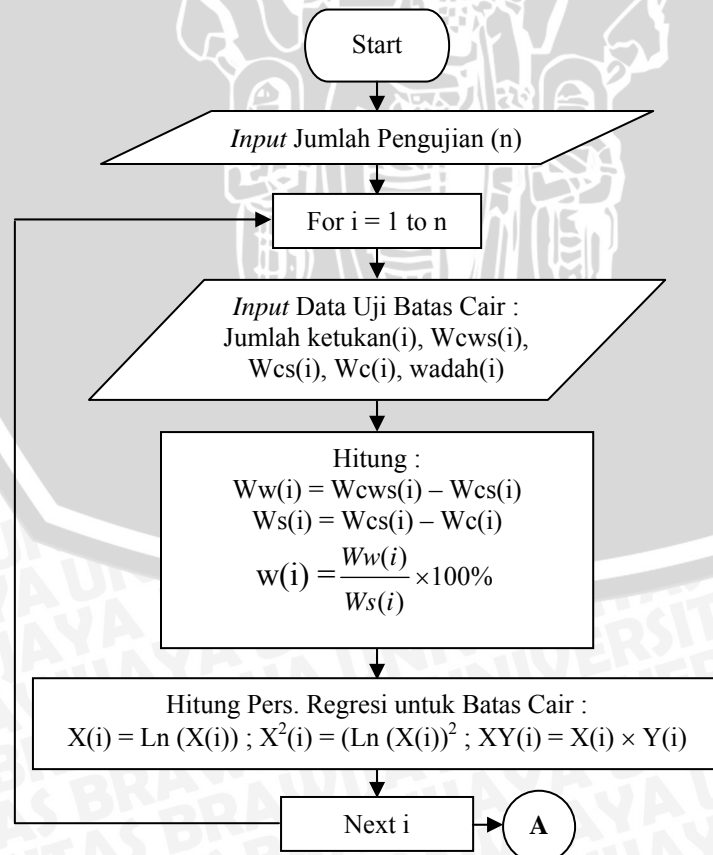 Start
Input Jumlah Pengujian (n)
For i = 1 to n
Input Data Uji Batas Cair :
Jumlah ketukan(i), Wcws(i),
Wcs(i), Wc(i), wadah(i)
Hitung :
Ww(i) = Wcws(i) – Wcs(i)
Ws(i) = Wcs(i) – Wc(i)
w(i) = Ww(i) / Ws(i) ×100%
Hitung Pers. Regresi untuk Batas Cair :
X(i) = Ln (X(i)) ; X²(i) = (Ln (X(i))² ; XY(i) = X(i) × Y(i)
Next i
A